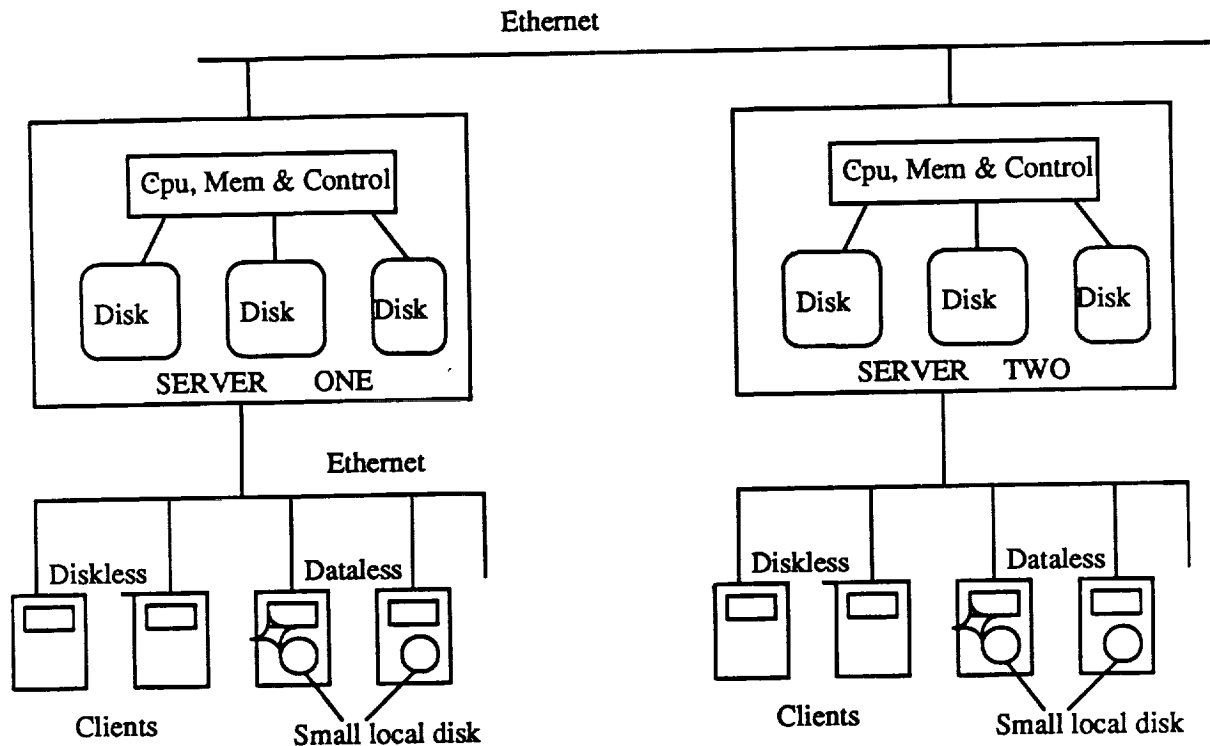 Ethernet
Cpu, Mem & Control
Disk
Disk
Disk
SERVER ONE
Cpu, Mem & Control
Disk
Disk
Disk
SERVER TWO
Ethernet
Diskless
Dataless
Clients
Small local disk
Diskless
Dataless
Clients
Small local disk